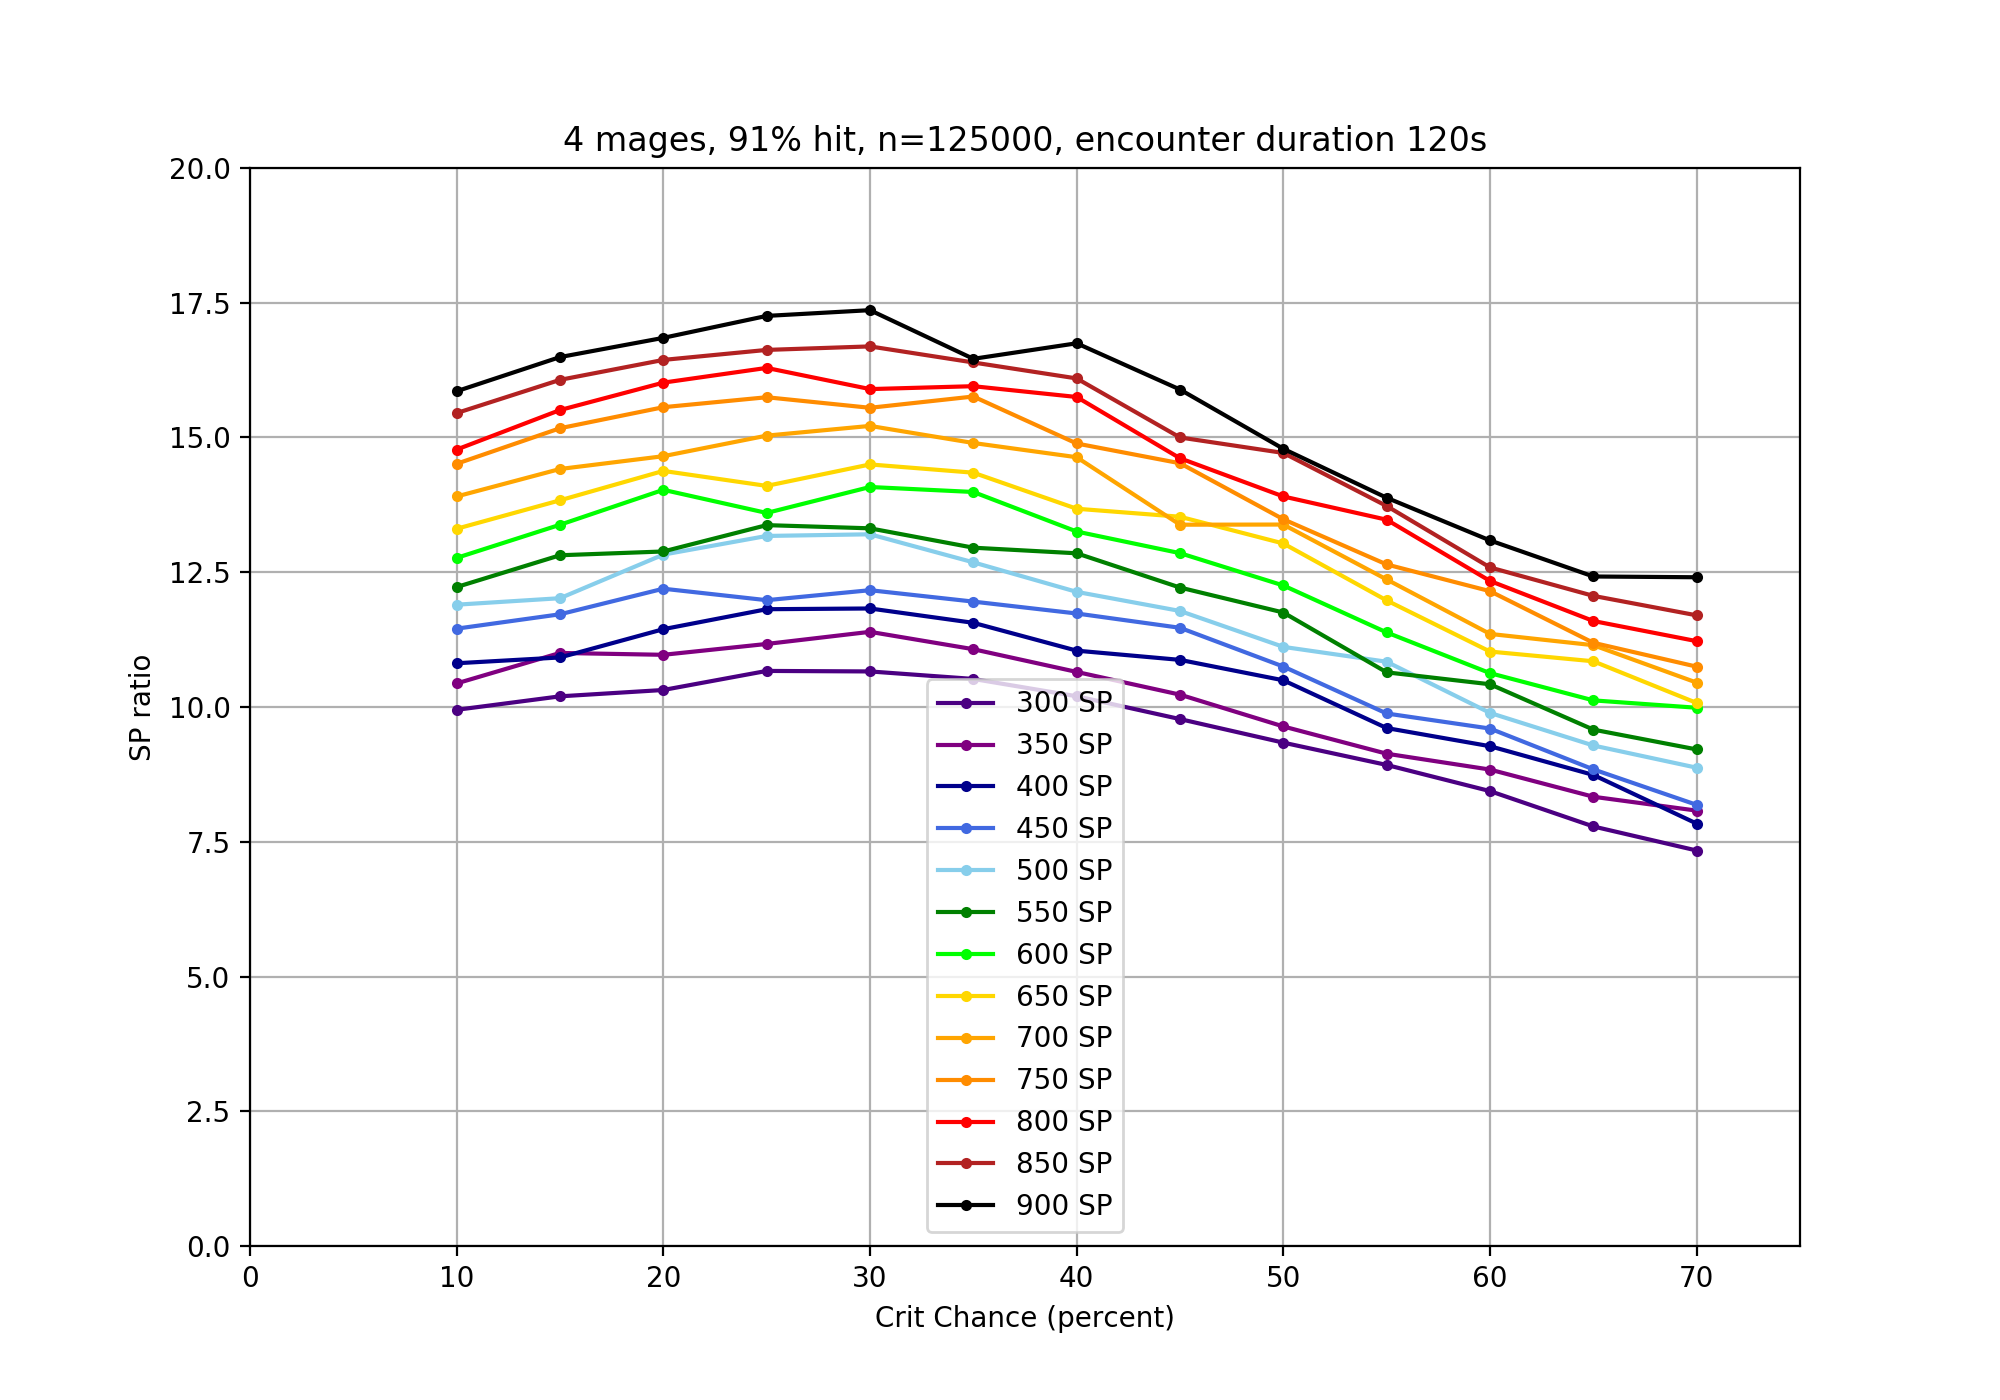 4 mages, 91% hit, n=125000, encounter duration 120s
20.0
17.5
15.0
12.5
10.0
7.5
5.0
2.5
0.0
SP ratio
300 SP
350 SP
400 SP
450 SP
500 SP
550 SP
600 SP
650 SP
700 SP
750 SP
800 SP
850 SP
900 SP
0 10 20 30 40 50 60 70
Crit Chance (percent)